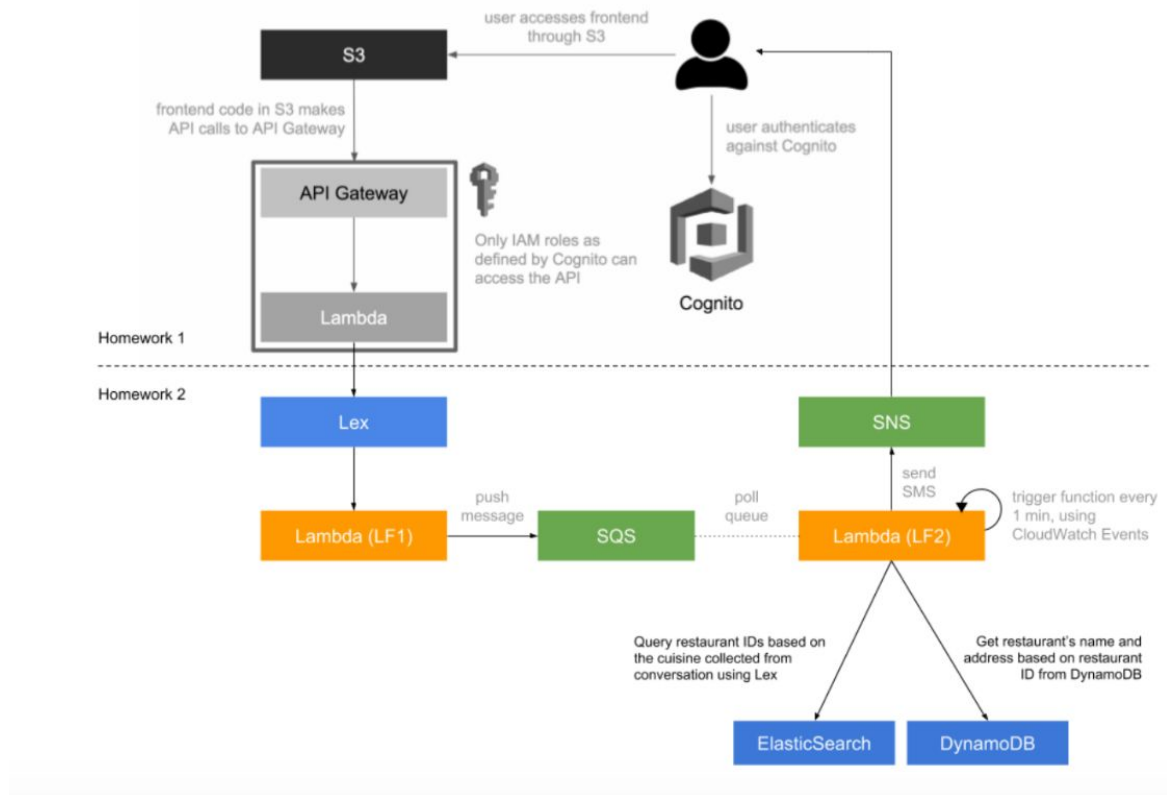 user accesses frontend
through S3
S3
frontend code in S3 makes
API calls to API Gateway
user authenticates
against Cognito
API Gateway
Only IAM roles as
defined by Cognito can
access the API
Cognito
Lambda
Homework 1
Homework 2
Lex
SNS
send
SMS
trigger function every
1 min, using
CloudWatch Events
push
message
poll
queue
Lambda (LF1)
SQS
Lambda (LF2)
Query restaurant IDs based on
the cuisine collected from
conversation using Lex
Get restaurant's name and
address based on restaurant
ID from DynamoDB
ElasticSearch
DynamoDB